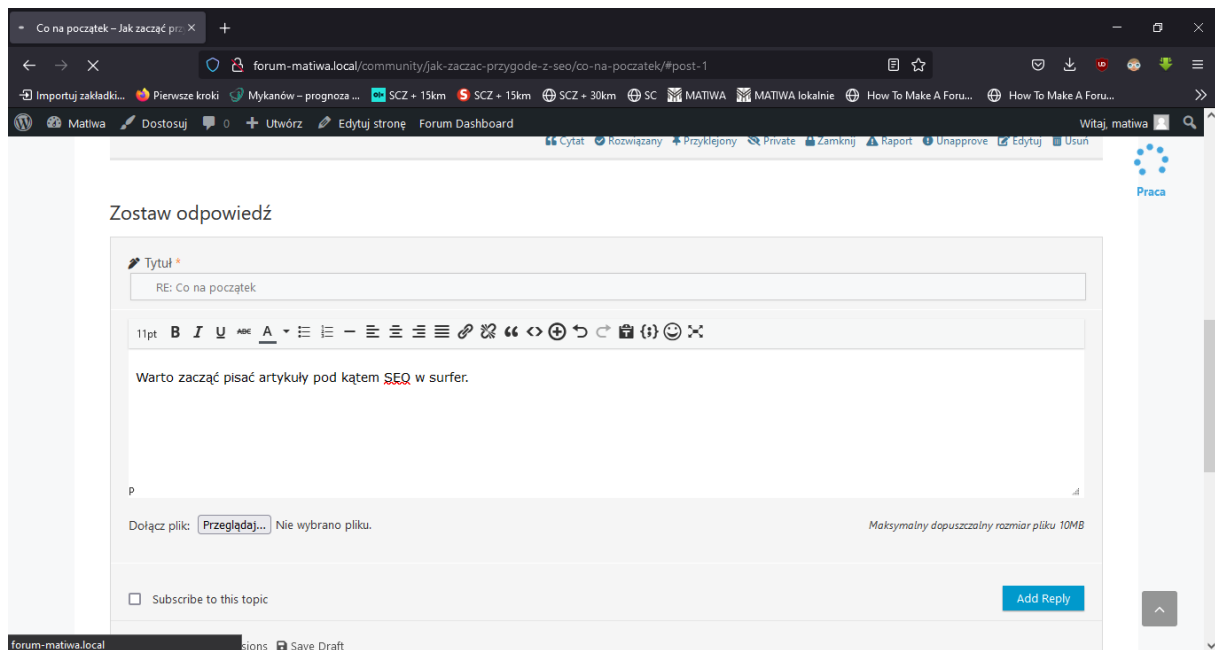 Co na początek – Jak zacząć prz
forum-matiwa.local/community/jak-zaczac-przygode-z-seo/co-na-poczatek/#post-1
Importuj zakładki... Pierwsze kroki Mykanów – prognoza ... SCZ + 15km SCZ + 15km SCZ + 30km SC MATIWA MATIWA lokalnie How To Make A Foru... How To Make A Foru...
Matiwa Dostosuj 0 Utwórz Edytuj stronę Forum Dashboard Witaj, matiwa
Cytat Rozwiązany Przyklejony Private Zamknij Raport Unapprove Edytuj Usuń
Praca
Zostaw odpowiedź
Tytuł *
RE: Co na początek
11pt B I U ABC A
Warto zacząć pisać artykuły pod kątem SEO w surfer.
P
Dołącz plik: Przeglądaj... Nie wybrano pliku. Maksymalny dopuszczalny rozmiar pliku 10MB
Subscribe to this topic Add Reply
forum-matiwa.local sions Save Draft